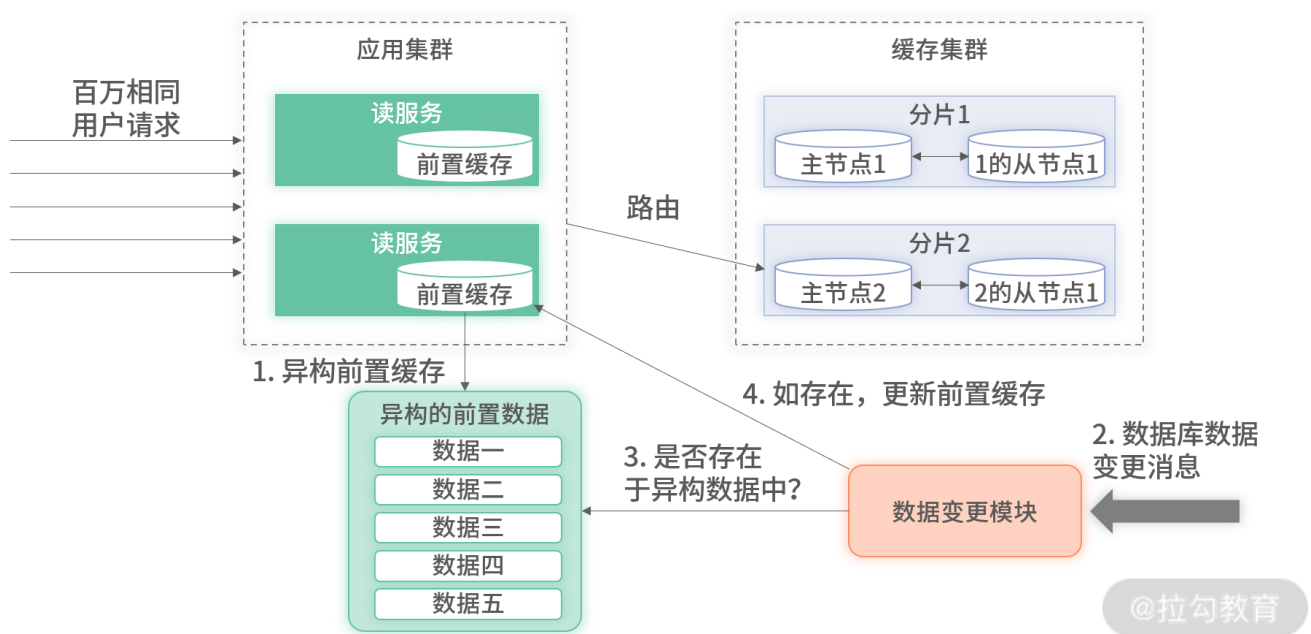 应用集群
缓存集群
百万相同
用户请求
读服务
前置缓存
读服务
前置缓存
路由
分片1
主节点1
1的从节点1
分片2
主节点2
2的从节点1
1. 异构前置缓存
异构的前置数据
数据一
数据二
数据三
数据四
数据五
4. 如存在，更新前置缓存
3. 是否存在
于异构数据中？
2. 数据库数据
变更消息
数据变更模块
@拉勾教育